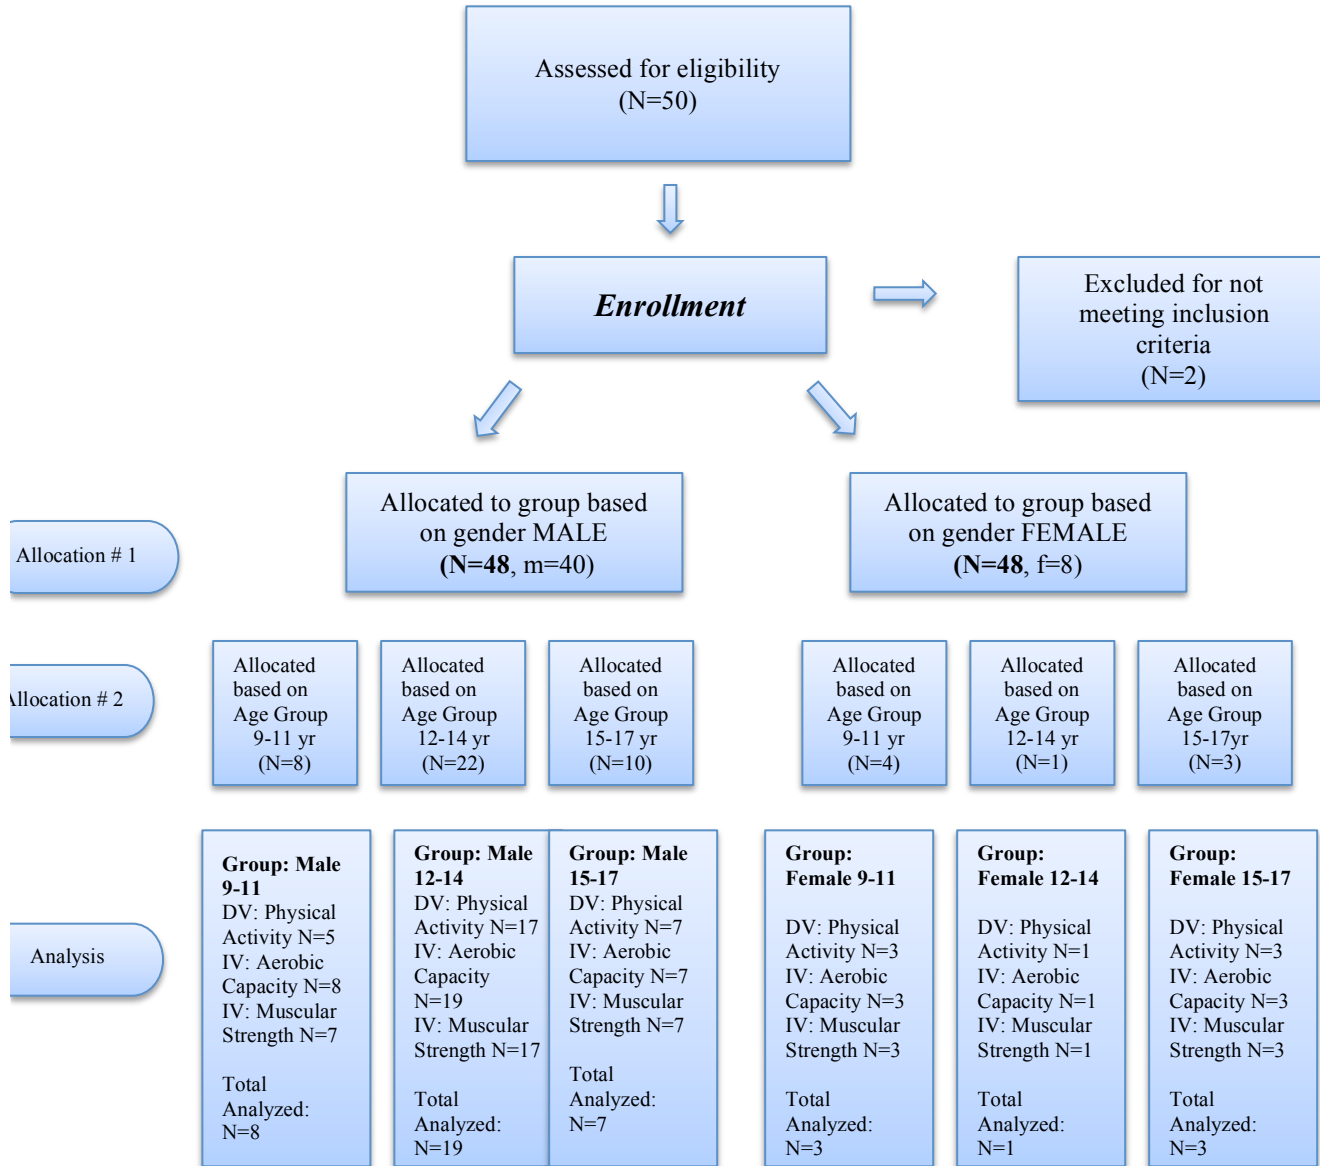 Assessed for eligibility
(N=50)
Enrollment
Excluded for not
meeting inclusion
criteria
(N=2)
Allocated to group based
on gender MALE
(N=48, m=40)
Allocated to group based
on gender FEMALE
(N=48, f=8)
Allocation # 1
Allocation # 2
Allocated
based on
Age Group
9-11 yr
(N=8)
Allocated
based on
Age Group
12-14 yr
(N=22)
Allocated
based on
Age Group
15-17 yr
(N=10)
Allocated
based on
Age Group
9-11 yr
(N=4)
Allocated
based on
Age Group
12-14 yr
(N=1)
Allocated
based on
Age Group
15-17yr
(N=3)
Analysis
Group: Male
9-11
DV: Physical
Activity N=5
IV: Aerobic
Capacity N=8
IV: Muscular
Strength N=7
Total
Analyzed:
N=8
Group: Male
12-14
DV: Physical
Activity N=17
IV: Aerobic
Capacity
N=19
IV: Muscular
Strength N=17
Total
Analyzed:
N=19
Group: Male
15-17
DV: Physical
Activity N=7
IV: Aerobic
Capacity N=7
IV: Muscular
Strength N=7
Total
Analyzed:
N=7
Group:
Female 9-11
DV: Physical
Activity N=3
IV: Aerobic
Capacity N=3
IV: Muscular
Strength N=3
Total
Analyzed:
N=3
Group:
Female 12-14
DV: Physical
Activity N=1
IV: Aerobic
Capacity N=1
IV: Muscular
Strength N=1
Total
Analyzed:
N=1
Group:
Female 15-17
DV: Physical
Activity N=3
IV: Aerobic
Capacity N=3
IV: Muscular
Strength N=3
Total
Analyzed:
N=3